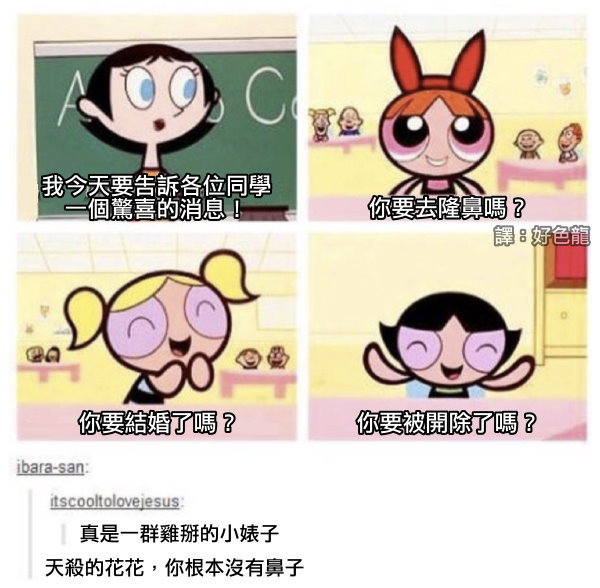 A C
我今天要告訴各位同學
一個驚喜的消息！
你要去隆鼻嗎？
譯：好色龍
你要結婚了嗎？
你要被開除了嗎？
ibara-san:
itscooltolovejesus:
真是一群雞掰的小婊子
天殺的花花，你根本沒有鼻子